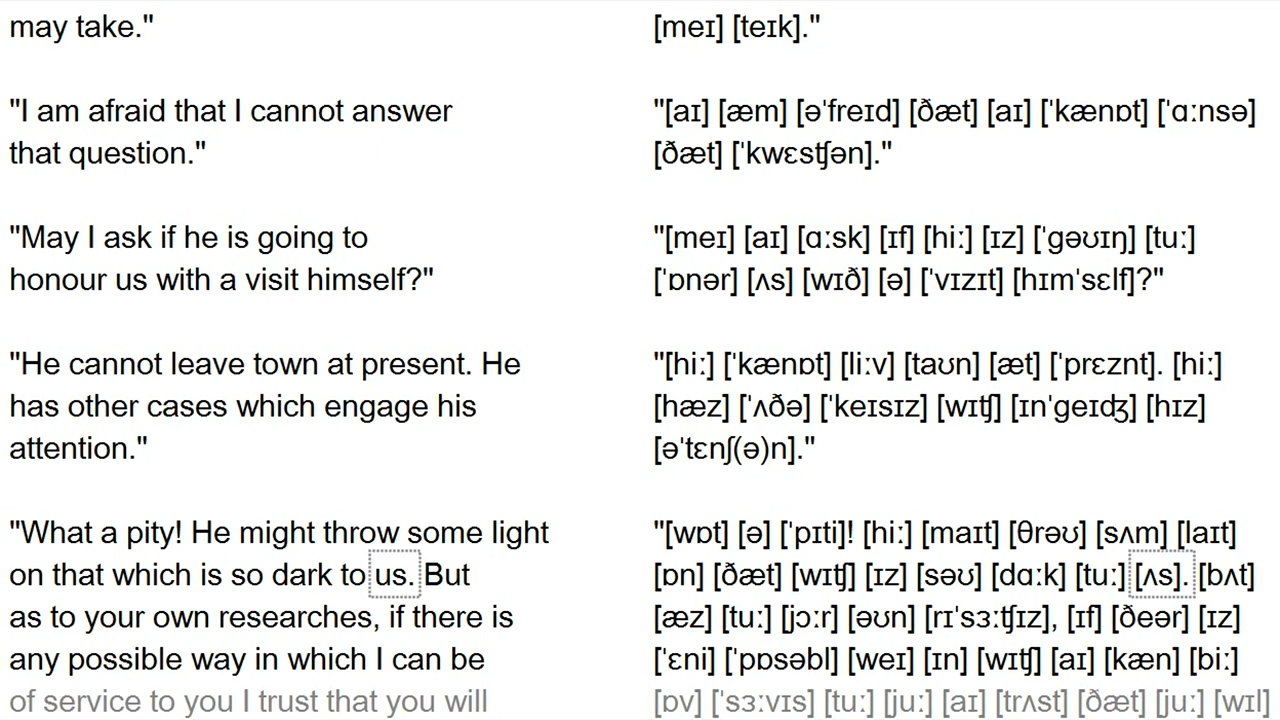 may take."
"I am afraid that I cannot answer
that question."
"May I ask if he is going to
honour us with a visit himself?"
"He cannot leave town at present. He
has other cases which engage his
attention."
"What a pity! He might throw some light
on that which is so dark to us. But
as to your own researches, if there is
any possible way in which I can be
of service to you I trust that you will
[meɪ] [teɪk]."
"[aɪ] [æm] [əˈfreɪd] [ðæt] [aɪ] [ˈkænɒt] [ˈɑːnsə]
[ðæt] [ˈkwɛsʧən]."
"[meɪ] [aɪ] [ɑːsk] [ɪf] [hiː] [ɪz] [ˈgəʊɪŋ] [tuː]
[ˈɒnər] [ʌs] [wɪð] [ə] [ˈvɪzɪt] [hɪmˈsɛlf]?"
"[hiː] [ˈkænɒt] [liːv] [taʊn] [æt] [ˈprɛznt]. [hiː]
[hæz] [ˈʌðə] [ˈkeɪsɪz] [wɪʧ] [ɪnˈgeɪʤ] [hɪz]
[əˈtɛnʃ(ə)n]."
"[wɒt] [ə] [ˈpɪti]! [hiː] [maɪt] [θrəʊ] [sʌm] [laɪt]
[ɒn] [ðæt] [wɪʧ] [ɪz] [səʊ] [dɑːk] [tuː] [ʌs]. [bʌt]
[æz] [tuː] [jɔːr] [əʊn] [rɪˈsɜːʧɪz], [ɪf] [ðeər] [ɪz]
[ˈɛni] [ˈpɒsəbl] [weɪ] [ɪn] [wɪʧ] [aɪ] [kæn] [biː]
[ɒv] [ˈsɜːvɪs] [tuː] [juː] [aɪ] [trʌst] [ðæt] [juː] [wɪl]